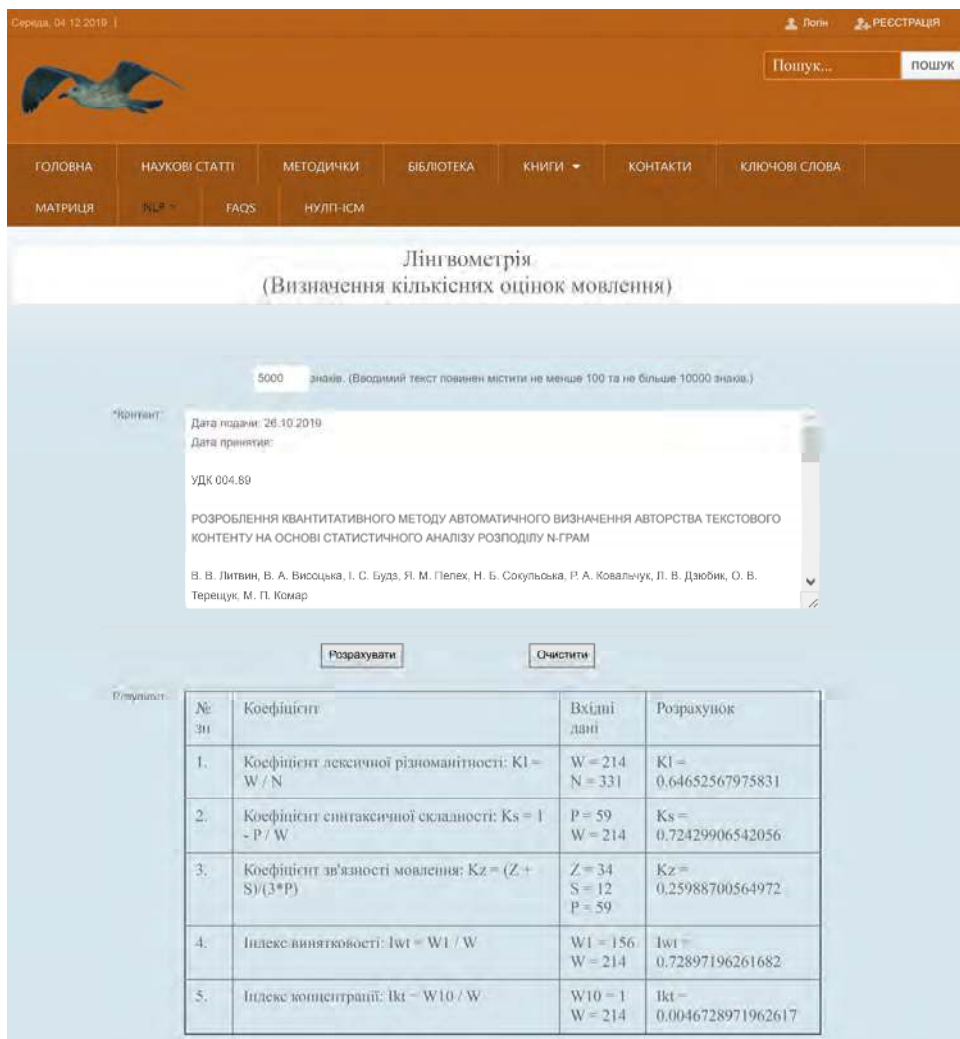 Середа, 04 12 2019 |
Логін
РЕЄСТРАЦІЯ
Пошук...
ПОШУК
ГОЛОВНА
НАУКОВІ СТАТТІ
МЕТОДИЧКИ
БІБЛІОТЕКА
КНИГИ
КОНТАКТИ
КЛЮЧОВІ СЛОВА
МАТРИЦЯ
NLP
FAQS
НУЛП-ІСМ
Лінгвометрія
(Визначення кількісних оцінок мовлення)
5000 знаків. (Вводимий текст повинен містити не менше 100 та не більше 10000 знаків.)
*Контент:
Дата подачи: 26.10.2019
Дата принятия:
УДК 004.89
РОЗРОБЛЕННЯ КВАНТИТАТИВНОГО МЕТОДУ АВТОМАТИЧНОГО ВИЗНАЧЕННЯ АВТОРСТВА ТЕКСТОВОГО
КОНТЕНТУ НА ОСНОВІ СТАТИСТИЧНОГО АНАЛІЗУ РОЗПОДІЛУ N-ГРАМ
В. В. Литвин, В. А. Висоцька, І. С. Будз, Я. М. Пелех, Н. Б. Сокульська, Р. А. Ковальчук, Л. В. Дзюбик, О. В.
Терещук, М. П. Комар
Розрахувати
Очистити
Результат:
№ зн
Коефіцієнт
Вхідні дані
Розрахунок
1.
Коефіцієнт лексичної різноманітності: Kl =
W / N
W = 214
N = 331
Kl =
0.64652567975831
2.
Коефіцієнт синтаксичної складності: Ks = 1
- P / W
P = 59
W = 214
Ks =
0.72429906542056
3.
Коефіцієнт зв'язності мовлення: Kz = (Z +
S)/(3*P)
Z = 34
S = 12
P = 59
Kz =
0.25988700564972
4.
Індекс винятковості: Iwt = W1 / W
W1 = 156
W = 214
Iwt =
0.72897196261682
5.
Індекс концентрації: Ikt = W10 / W
W10 = 1
W = 214
Ikt =
0.0046728971962617